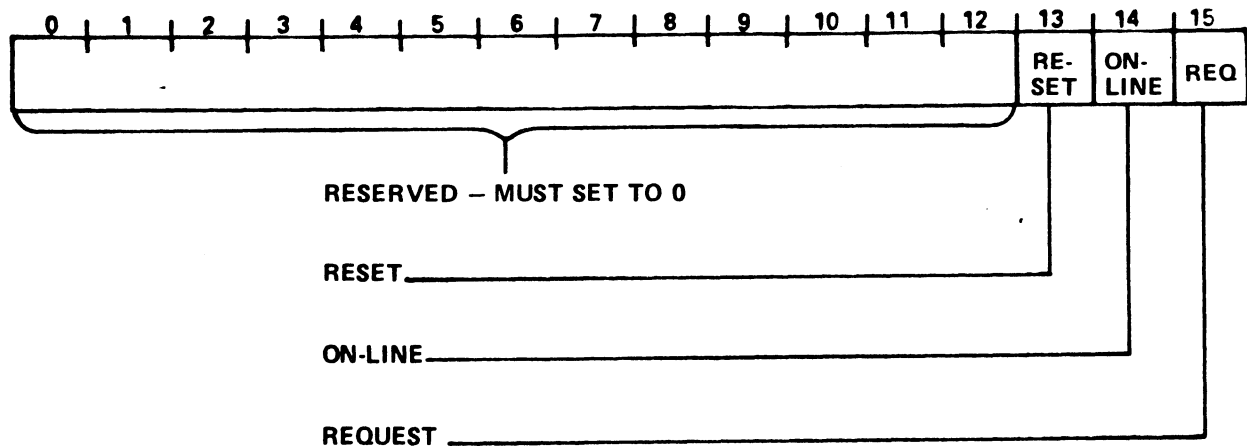 0 1 2 3 4 5 6 7 8 9 10 11 12 13 14 15
RE-
SET
ON-
LINE
REQ
RESERVED – MUST SET TO 0
RESET
ON-LINE
REQUEST